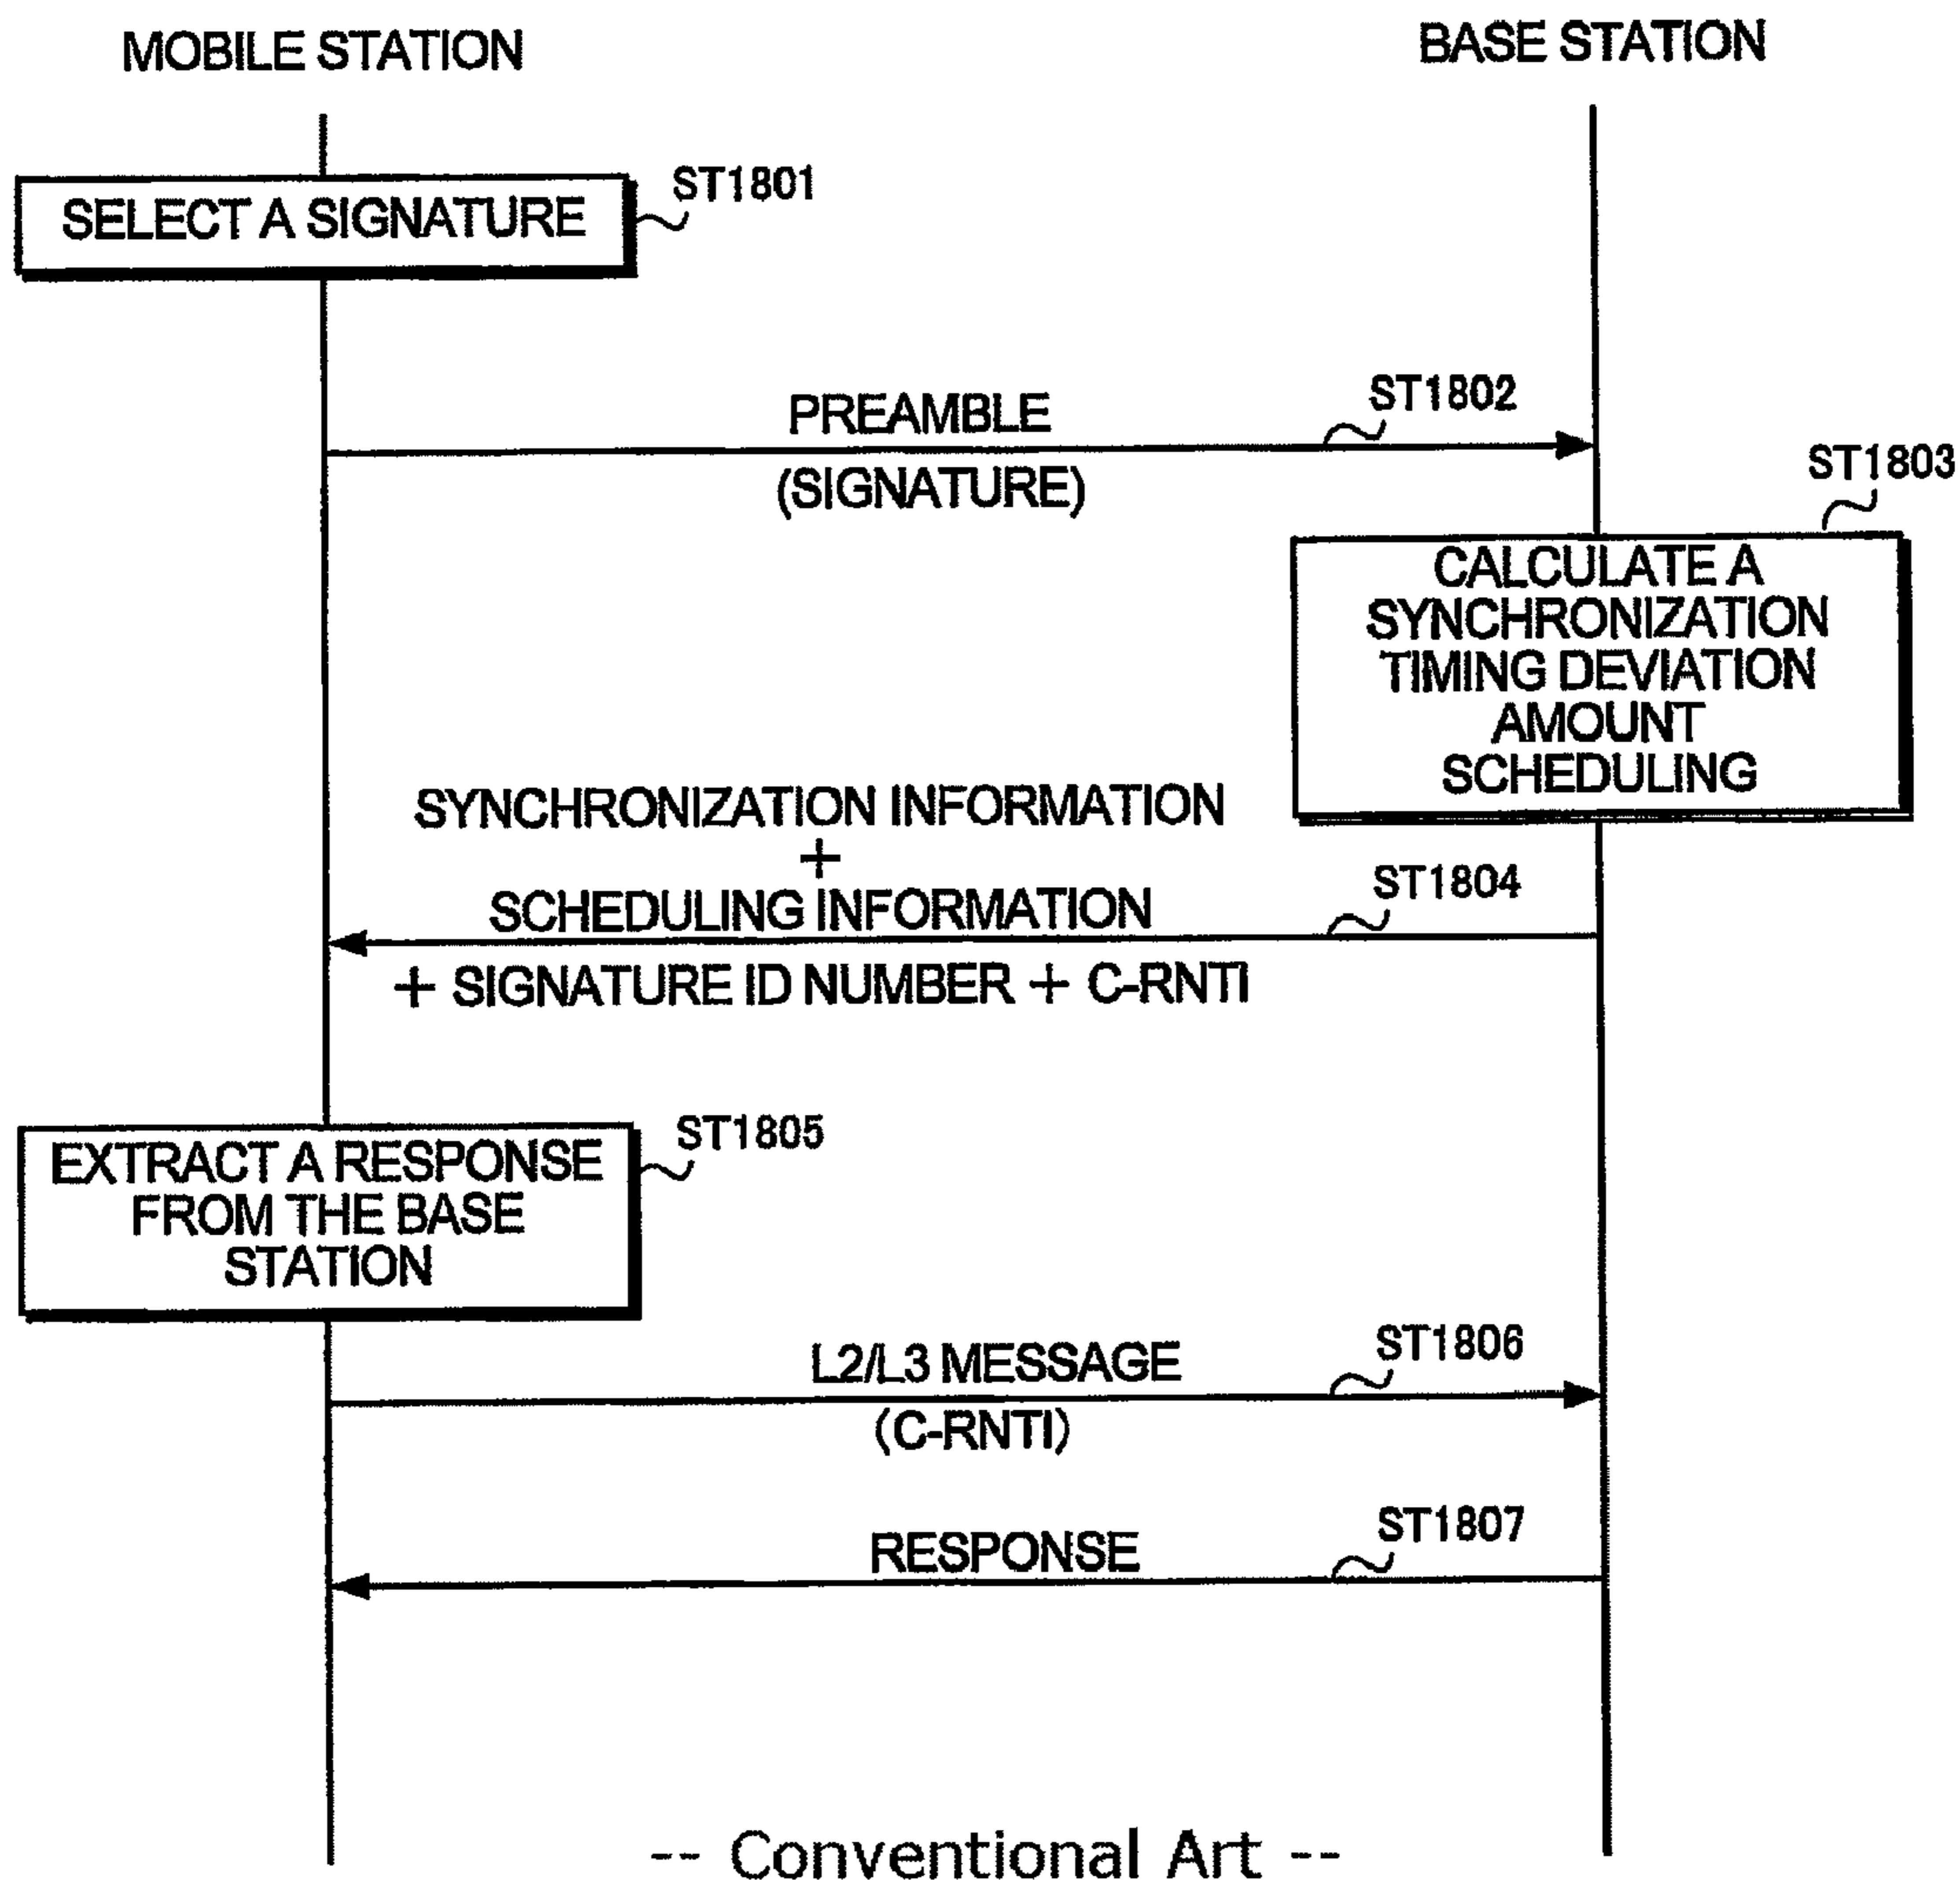 MOBILE STATION
BASE STATION
ST1801
SELECT A SIGNATURE
ST1802
PREAMBLE
(SIGNATURE)
ST1803
CALCULATE A
SYNCHRONIZATION
TIMING DEVIATION
AMOUNT
SCHEDULING
SYNCHRONIZATION INFORMATION
+
SCHEDULING INFORMATION
ST1804
+ SIGNATURE ID NUMBER + C-RNTI
ST1805
EXTRACT A RESPONSE
FROM THE BASE
STATION
ST1806
L2/L3 MESSAGE
(C-RNTI)
ST1807
RESPONSE
-- Conventional Art --